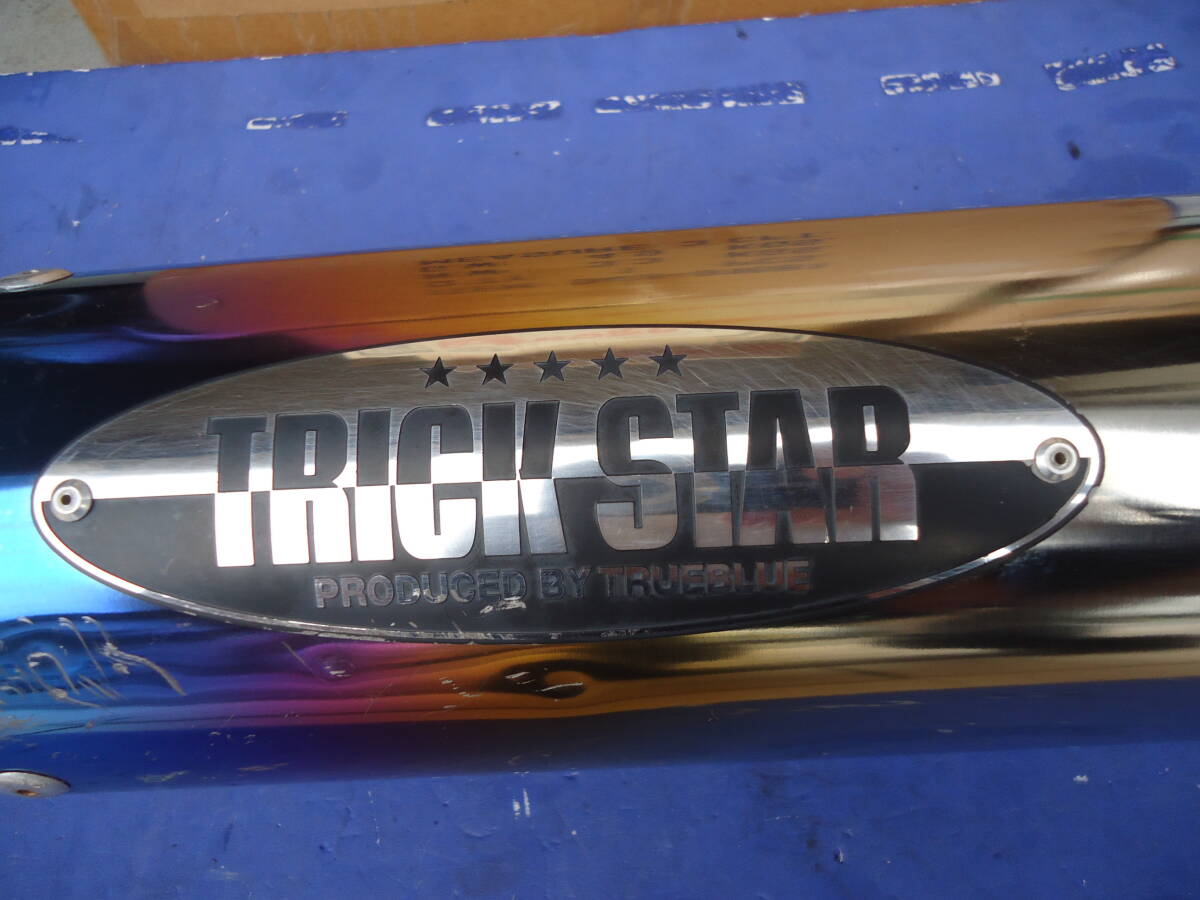 ★★★★★
TRICK STAR
PRODUCED BY TRUEBLUE